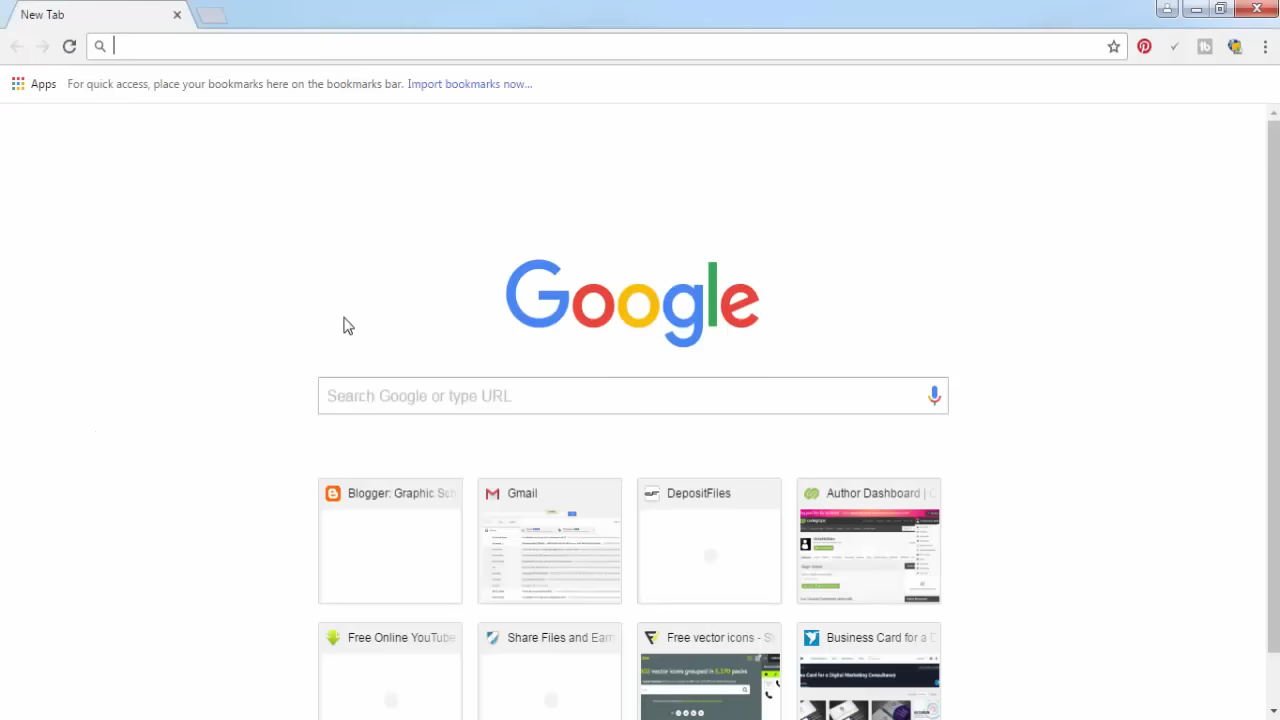 New Tab
Apps For quick access, place your bookmarks here on the bookmarks bar. Import bookmarks now...
Google
Search Google or type URL
Blogger: Graphic Sch
Gmail
DepositFiles
Author Dashboard |
Free Online YouTube
Share Files and Earn
Free vector icons - 
Business Card for a